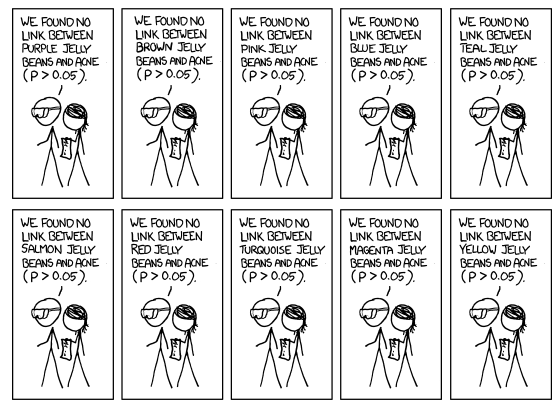 WE FOUND NO
LINK BETWEEN
PURPLE JELLY
BEANS AND ACNE
(P > 0.05).
WE FOUND NO
LINK BETWEEN
BROWN JELLY
BEANS AND ACNE
(P > 0.05).
WE FOUND NO
LINK BETWEEN
PINK JELLY
BEANS AND ACNE
(P > 0.05).
WE FOUND NO
LINK BETWEEN
BLUE JELLY
BEANS AND ACNE
(P > 0.05).
WE FOUND NO
LINK BETWEEN
TEAL JELLY
BEANS AND ACNE
(P > 0.05).
WE FOUND NO
LINK BETWEEN
SALMON JELLY
BEANS AND ACNE
(P > 0.05).
WE FOUND NO
LINK BETWEEN
RED JELLY
BEANS AND ACNE
(P > 0.05).
WE FOUND NO
LINK BETWEEN
TURQUOISE JELLY
BEANS AND ACNE
(P > 0.05).
WE FOUND NO
LINK BETWEEN
MAGENTA JELLY
BEANS AND ACNE
(P > 0.05).
WE FOUND NO
LINK BETWEEN
YELLOW JELLY
BEANS AND ACNE
(P > 0.05).